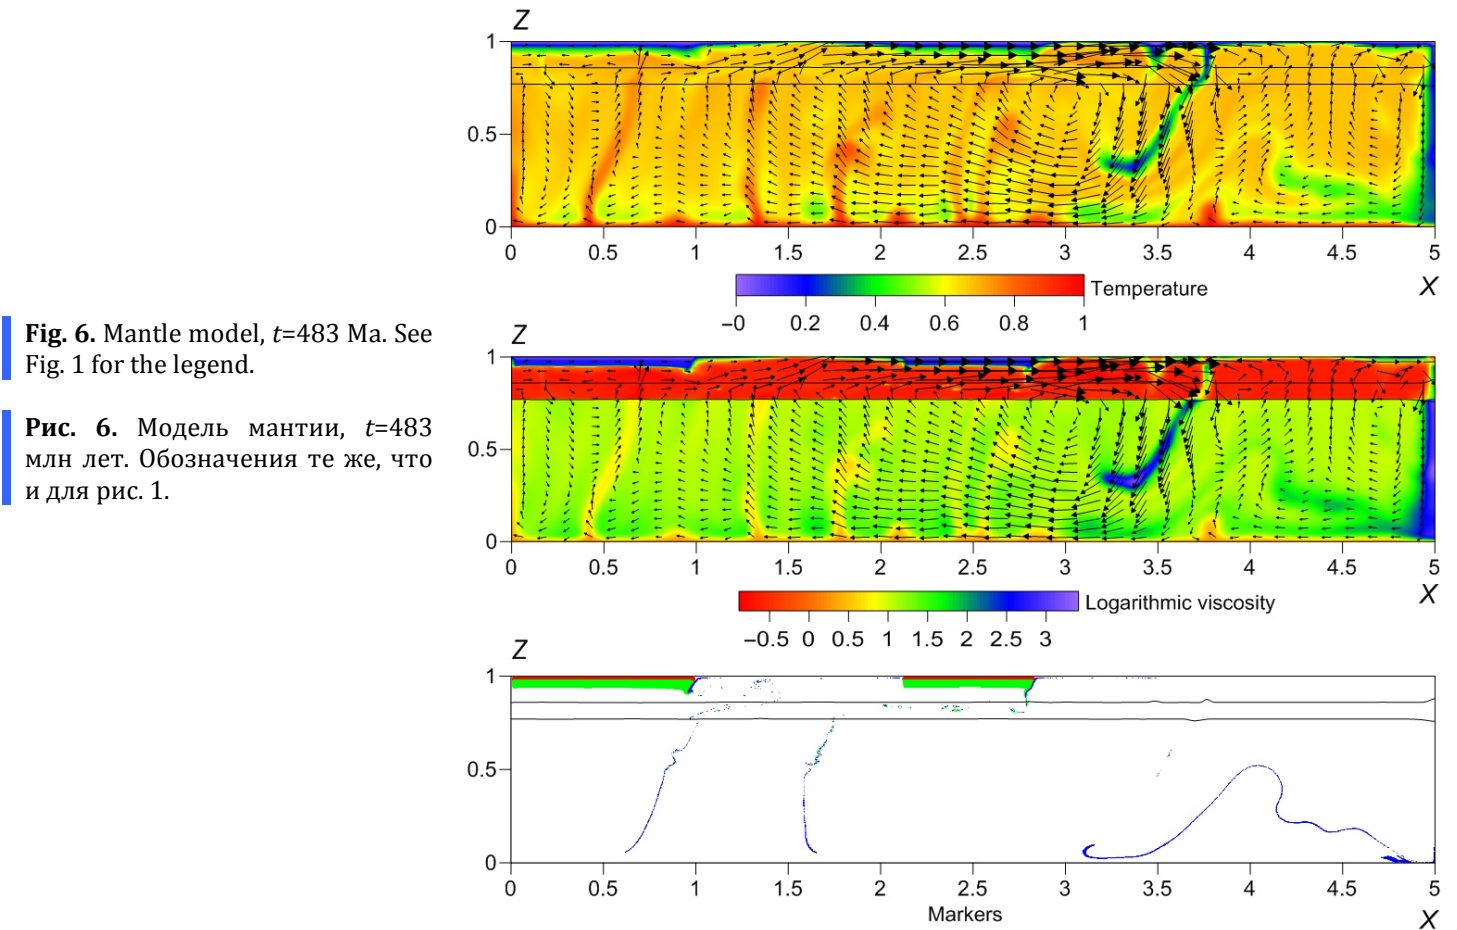 Z
1
0.5
0
0 0.5 1 1.5 2 2.5 3 3.5 4 4.5 5
X
Temperature
−0 0.2 0.4 0.6 0.8 1
Fig. 6. Mantle model, t=483 Ma. See
Fig. 1 for the legend.
Рис. 6. Модель мантии, t=483
млн лет. Обозначения те же, что
и для рис. 1.
Z
1
0.5
0
0 0.5 1 1.5 2 2.5 3 3.5 4 4.5 5
X
Logarithmic viscosity
−0.5 0 0.5 1 1.5 2 2.5 3
Z
1
0.5
0
0 0.5 1 1.5 2 2.5 3 3.5 4 4.5 5
Markers
X